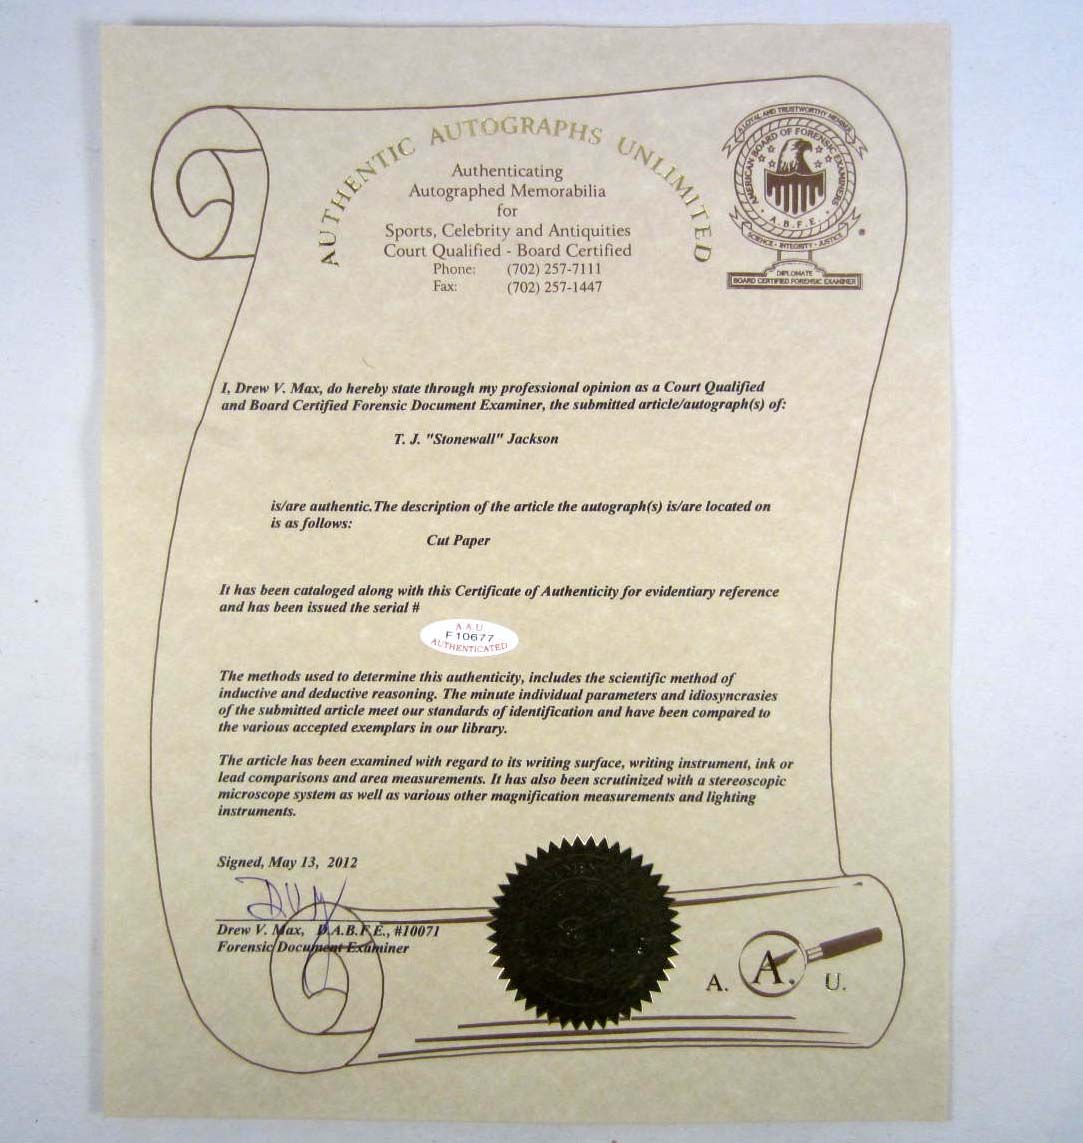 AUTHENTIC AUTOGRAPHS UNLIMITED
Authenticating
Autographed Memorabilia
for
Sports, Celebrity and Antiquities
Court Qualified - Board Certified
Phone: (702) 257-7111
Fax: (702) 257-1447
A LOYAL AND TRUSTWORTHY MEMBER
AMERICAN BOARD OF FORENSIC EXAMINERS
A.B.F.E.
SCIENCE - INTEGRITY - JUSTICE
DIPLOMATE
BOARD CERTIFIED FORENSIC EXAMINER
I, Drew V. Max, do hereby state through my professional opinion as a Court Qualified
and Board Certified Forensic Document Examiner, the submitted article/autograph(s) of:
T. J. "Stonewall" Jackson
is/are authentic. The description of the article the autograph(s) is/are located on
is as follows:
Cut Paper
It has been cataloged along with this Certificate of Authenticity for evidentiary reference
and has been issued the serial #
A.A.U
F10677
AUTHENTICATED
The methods used to determine this authenticity, includes the scientific method of
inductive and deductive reasoning. The minute individual parameters and idiosyncrasies
of the submitted article meet our standards of identification and have been compared to
the various accepted exemplars in our library.
The article has been examined with regard to its writing surface, writing instrument, ink or
lead comparisons and area measurements. It has also been scrutinized with a stereoscopic
microscope system as well as various other magnification measurements and lighting
instruments.
Signed, May 13, 2012
Drew V. Max, D.A.B.F.E., #10071
Forensic Document Examiner
A. A. U.